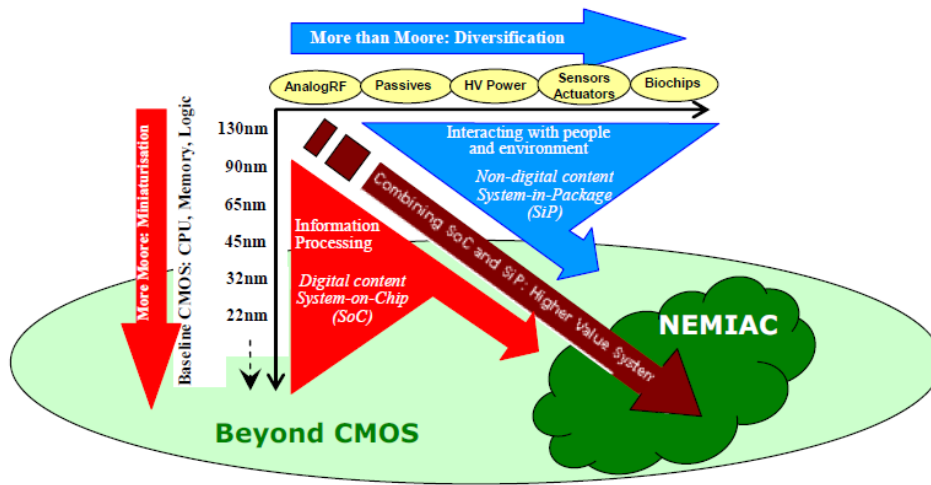 More than Moore: Diversification
AnalogRF
Passives
HV Power
Sensors
Actuators
Biochips
More Moore: Miniaturisation
Baseline CMOS: CPU, Memory, Logic
130nm
90nm
65nm
45nm
32nm
22nm
Interacting with people
and environment
Non-digital content
System-in-Package
(SiP)
Information
Processing
Digital content
System-on-Chip
(SoC)
Combining SoC and SiP: Higher Value System
NEMIAC
Beyond CMOS